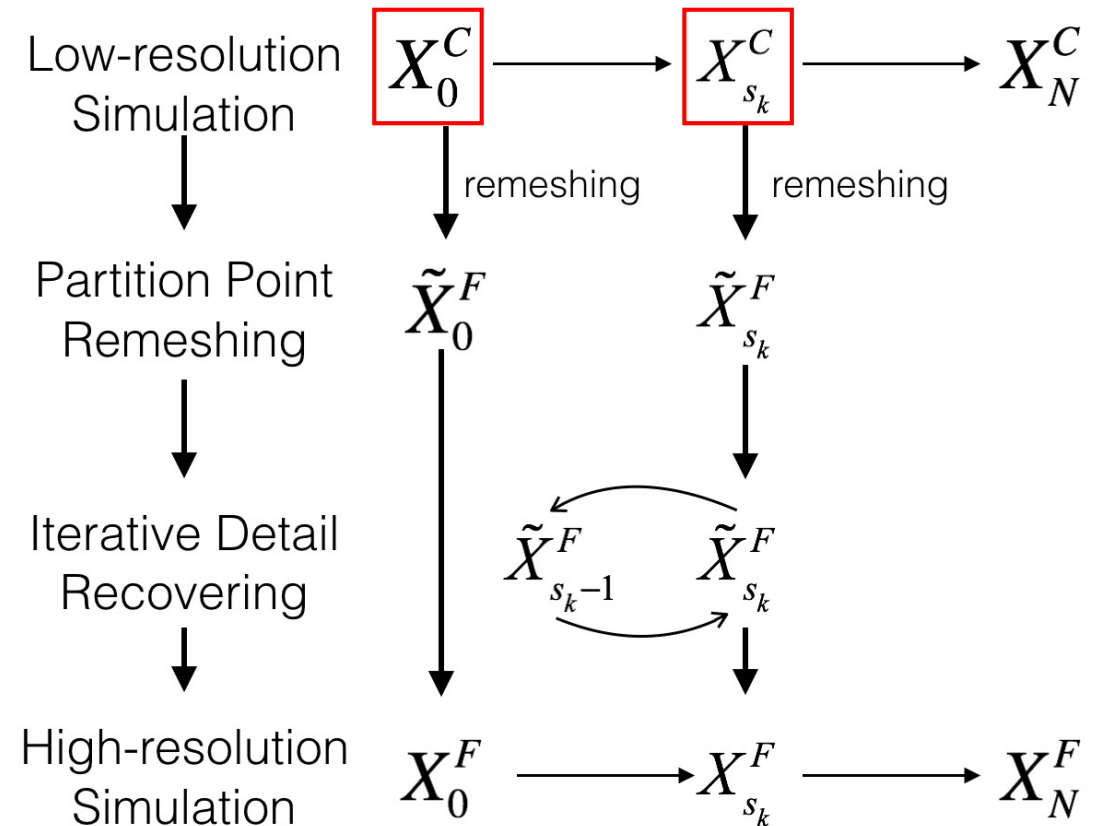 Low-resolution
Simulation
X_0^C
X_{s_k}^C
X_N^C
remeshing
remeshing
Partition Point
Remeshing
X̃_0^F
X̃_{s_k}^F
Iterative Detail
Recovering
X̃_{s_k-1}^F
X̃_{s_k}^F
High-resolution
Simulation
X_0^F
X_{s_k}^F
X_N^F